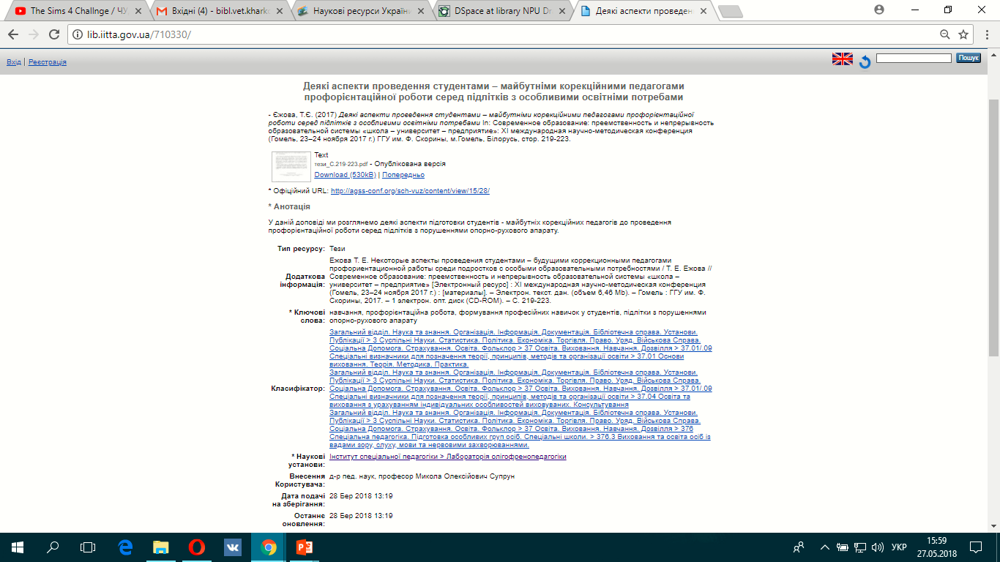 The Sims 4 Challnge / ЧУ
Вхідні (4) - bibl.vet.kharko
Наукові ресурси Україн
DSpace at library NPU Dr
Деякі аспекти проведен
lib.iitta.gov.ua/710330/
Вхід | Реєстрація
Пошук
Деякі аспекти проведення студентами – майбутніми корекційними педагогами
профорієнтаційної роботи серед підлітків з особливими освітніми потребами
- Єжова, Т.Є. (2017) Деякі аспекти проведення студентами – майбутніми корекційними педагогами профорієнтаційної
роботи серед підлітків з особливими освітніми потребами In: Современное образование: преемственность и непрерывность
образовательной системы «школа – университет – предприятие»: XI международная научно-методическая конференция
(Гомель, 23–24 ноября 2017 г.) ГГУ им. Ф. Скорины, м.Гомель, Білорусь, стор. 219-223.
Text
тези_С.219-223.pdf - Опублікована версія
Download (530kB) | Попередньо
* Офіційний URL: http://agss-conf.org/sch-vuz/content/view/15/28/
* Анотація
У даній доповіді ми розглянемо деякі аспекти підготовки студентів - майбутніх корекційних педагогів до проведення
профорієнтаційної роботи серед підлітків з порушеннями опорно-рухового апарату.
Тип ресурсу: Тези
Додаткова інформація:
Ежова Т. Е. Некоторые аспекты проведения студентами – будущими коррекционными педагогами
профориентационной работы среди подростков с особыми образовательными потребностями / Т. Е. Ежова //
Современное образование: преемственность и непрерывность образовательной системы «школа –
университет – предприятие» [Электронный ресурс] : XI международная научно-методическая конференция
(Гомель, 23–24 ноября 2017 г.) : [материалы]. – Электрон. текст. дан. (объем 6,46 Mb). – Гомель : ГГУ им. Ф.
Скорины, 2017. – 1 электрон. опт. диск (CD-ROM). – С. 219-223.
* Ключові слова:
навчання, профорієнтаційна робота, формування професійних навичок у студентів, підлітки з порушеннями
опорно-рухового апарату
Класифікатор:
Загальний відділ. Наука та знання. Організація. Інформація. Документація. Бібліотечна справа. Установи.
Публікації > 3 Суспільні Науки. Статистика. Політика. Економіка. Торгівля. Право. Уряд. Військова Справа.
Соціальна Допомога. Страхування. Освіта. Фольклор > 37 Освіта. Виховання. Навчання. Дозвілля > 37.01/.09
Спеціальні визначники для позначення теорії, принципів, методів та організації освіти > 37.01 Основи
виховання. Теорія. Методика. Практика.
Загальний відділ. Наука та знання. Організація. Інформація. Документація. Бібліотечна справа. Установи.
Публікації > 3 Суспільні Науки. Статистика. Політика. Економіка. Торгівля. Право. Уряд. Військова Справа.
Соціальна Допомога. Страхування. Освіта. Фольклор > 37 Освіта. Виховання. Навчання. Дозвілля > 37.01/.09
Спеціальні визначники для позначення теорії, принципів, методів та організації освіти > 37.04 Освіта та
виховання з урахуванням індивідуальних особливостей виховуваних. Консультування
Загальний відділ. Наука та знання. Організація. Інформація. Документація. Бібліотечна справа. Установи.
Публікації > 3 Суспільні Науки. Статистика. Політика. Економіка. Торгівля. Право. Уряд. Військова Справа.
Соціальна Допомога. Страхування. Освіта. Фольклор > 37 Освіта. Виховання. Навчання. Дозвілля > 376
Спеціальна педагогіка. Підготовка особливих груп осіб. Спеціальні школи. > 376.3 Виховання та освіта осіб із
вадами зору, слуху, мови та нервовими захворюваннями.
* Наукові установи:
Інститут спеціальної педагогіки > Лабораторія олігофренопедагогіки
Внесення Користувача:
д-р пед. наук, професор Микола Олексійович Супрун
Дата подачі на зберігання:
28 Бер 2018 13:19
Останнє оновлення:
28 Бер 2018 13:19
УКР
15:59
27.05.2018